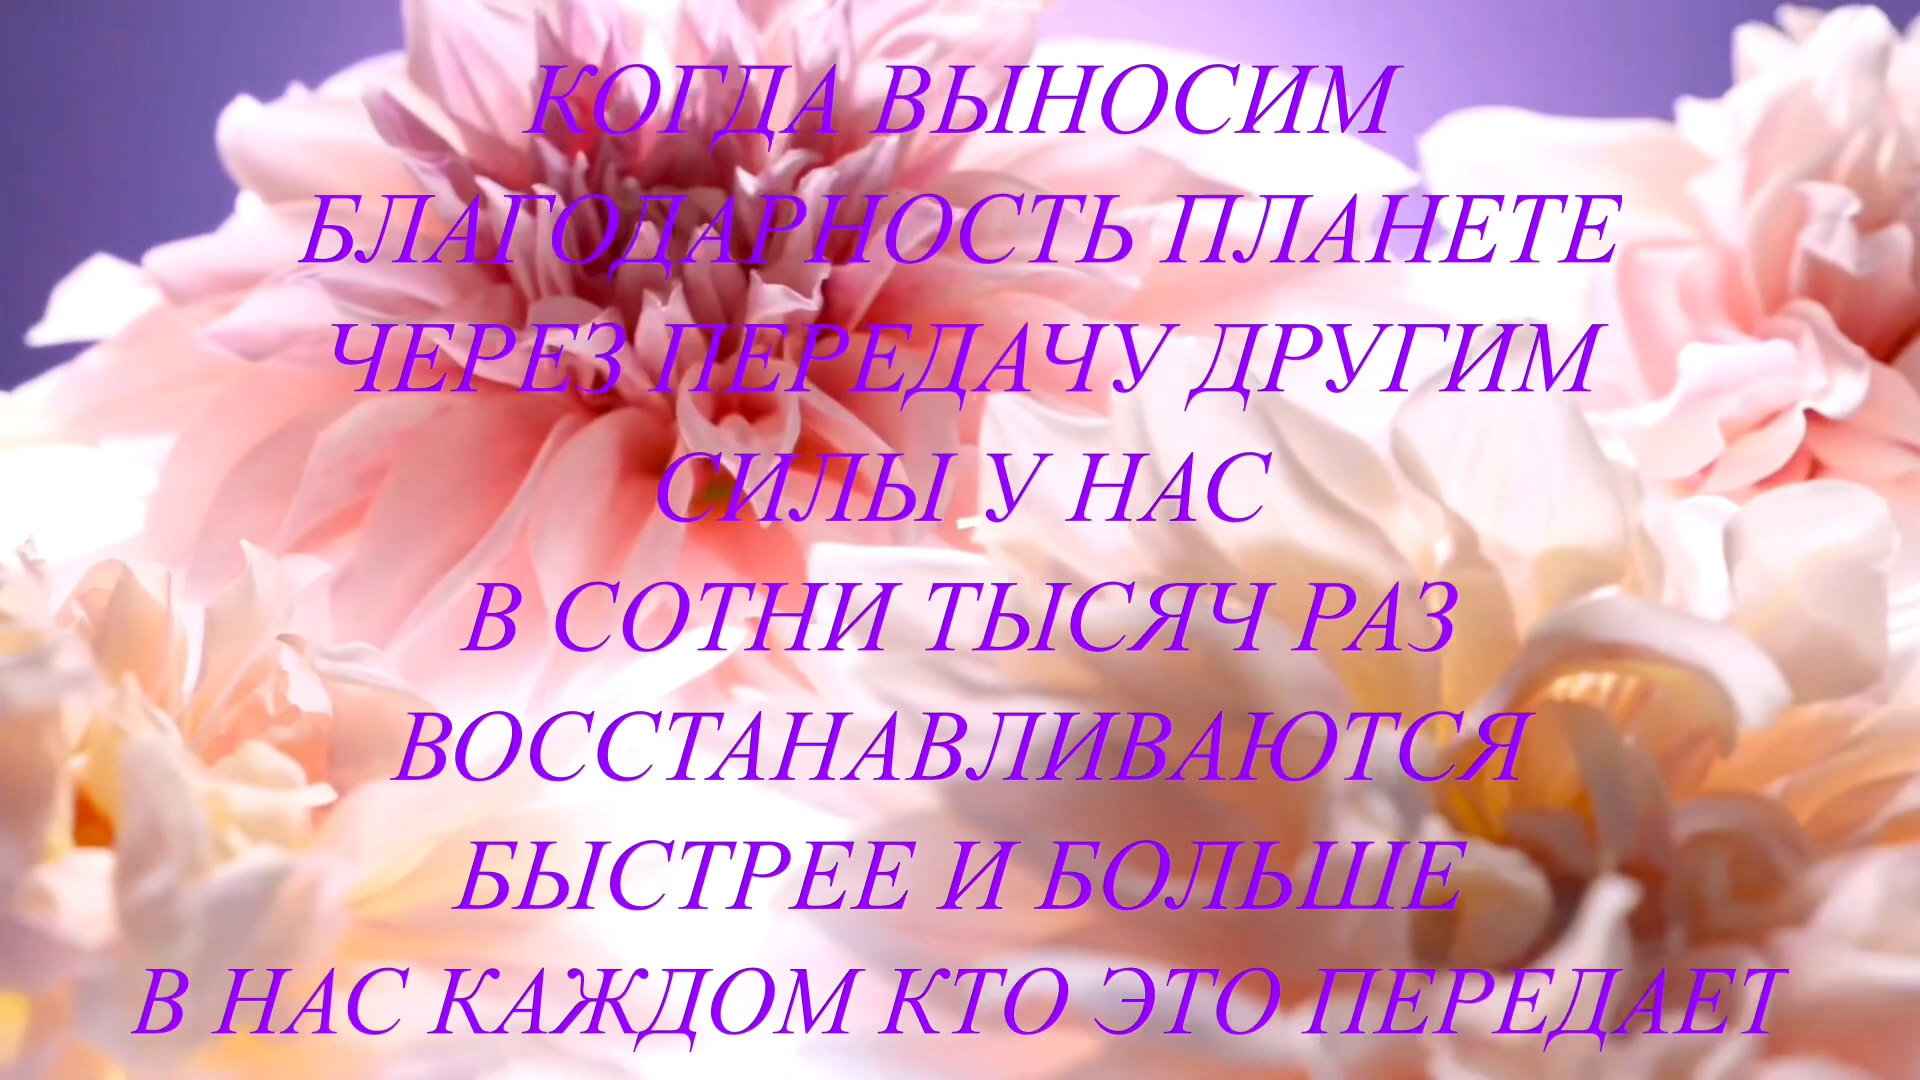 КОГДА ВЫНОСИМ
БЛАГОДАРНОСТЬ ПЛАНЕТЕ
ЧЕРЕЗ ПЕРЕДАЧУ ДРУГИМ
СИЛЫ У НАС
В СОТНИ ТЫСЯЧ РАЗ
ВОССТАНАВЛИВАЮТСЯ
БЫСТРЕЕ И БОЛЬШЕ
В НАС КАЖДОМ КТО ЭТО ПЕРЕДАЕТ